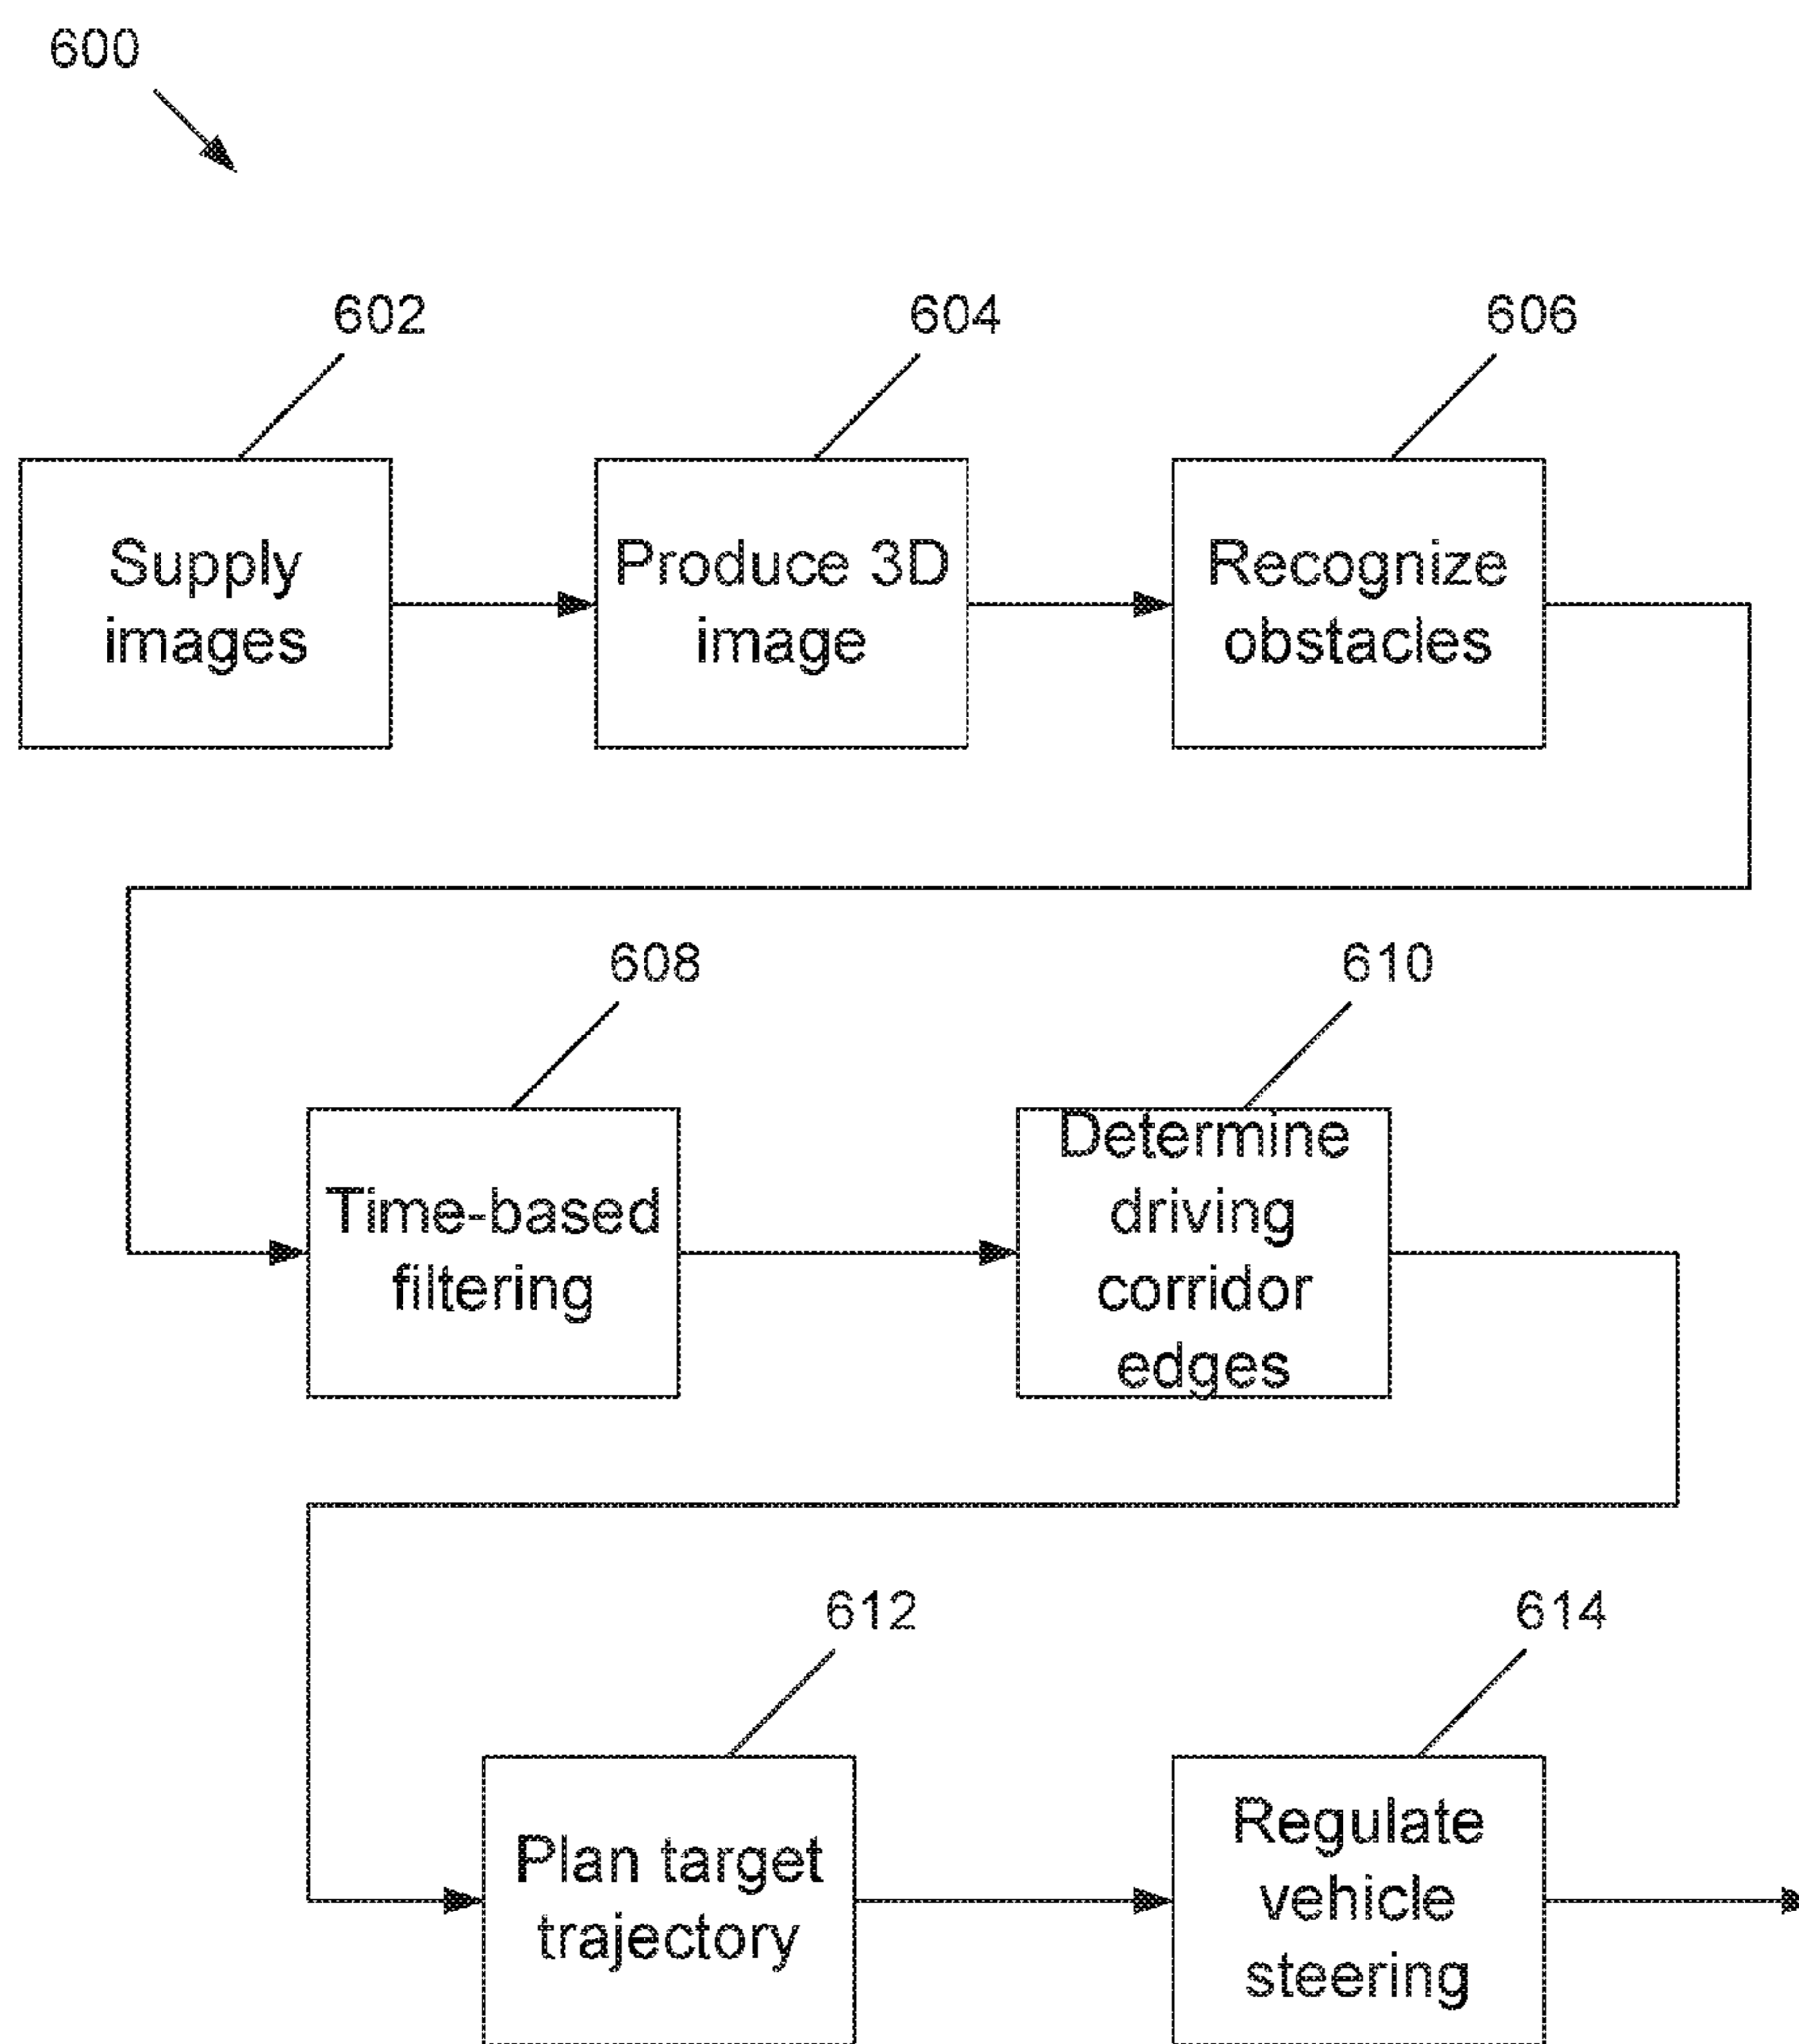 600
602
604
606
Supply
images
Produce 3D
image
Recognize
obstacles
608
610
Time-based
filtering
Determine
driving
corridor
edges
612
614
Plan target
trajectory
Regulate
vehicle
steering